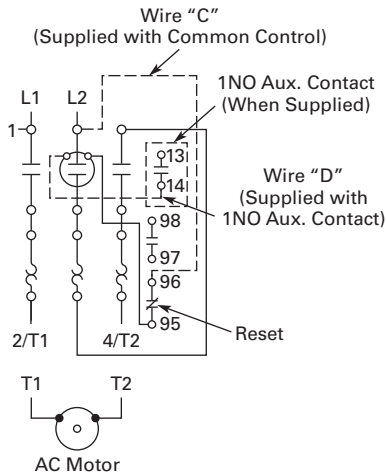 Wire “C”
(Supplied with Common Control)
1NO Aux. Contact
(When Supplied)
L1 L2
1
13
14
Wire “D”
(Supplied with
1NO Aux. Contact)
98
97
96
95
Reset
2/T1 4/T2
T1 T2
AC Motor